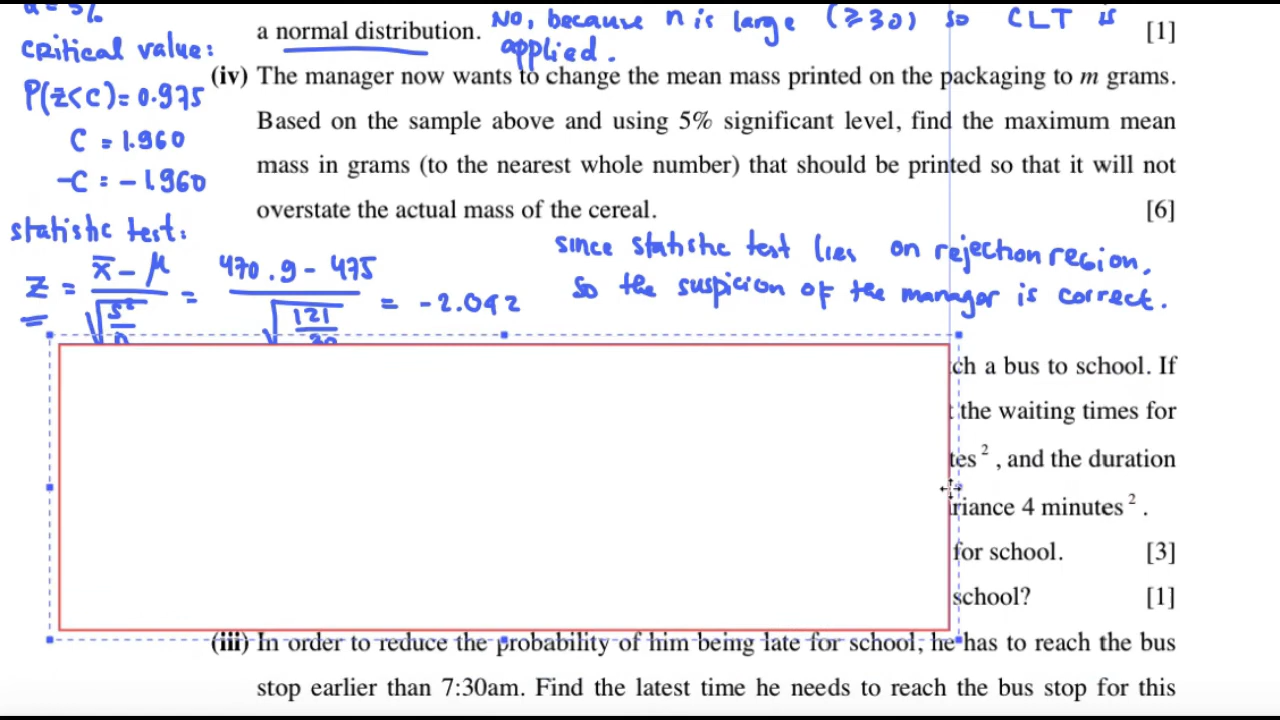 α = 5%
No, because n is large (≥30) so CLT is
a normal distribution.
[1]
applied.
critical value:
(iv) The manager now wants to change the mean mass printed on the packaging to m grams.
P(Z<C)= 0.975
Based on the sample above and using 5% significant level, find the maximum mean
C = 1.960
mass in grams (to the nearest whole number) that should be printed so that it will not
-C = -1.960
overstate the actual mass of the cereal.
[6]
statistic test:
since statistic test lies on rejection region,
so the suspicion of the manager is correct.
z = x̄ - μ / √s²/n = 470.9 - 475 / √121/30 = -2.042
ch a bus to school. If
the waiting times for
tes², and the duration
riance 4 minutes².
for school. [3]
school? [1]
(iii) In order to reduce the probability of him being late for school, he has to reach the bus
stop earlier than 7:30am. Find the latest time he needs to reach the bus stop for this